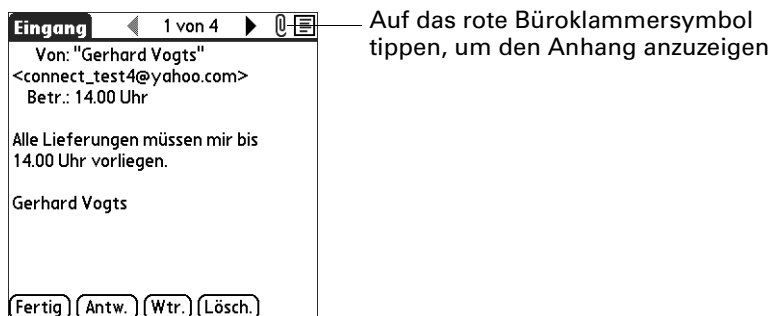 Eingang 1 von 4
Auf das rote Büroklammersymbol
tippen, um den Anhang anzuzeigen
Von: "Gerhard Vogts"
<connect_test4@yahoo.com>
Betr.: 14.00 Uhr
Alle Lieferungen müssen mir bis
14.00 Uhr vorliegen.
Gerhard Vogts
Fertig Antw. Wtr. Lösch.